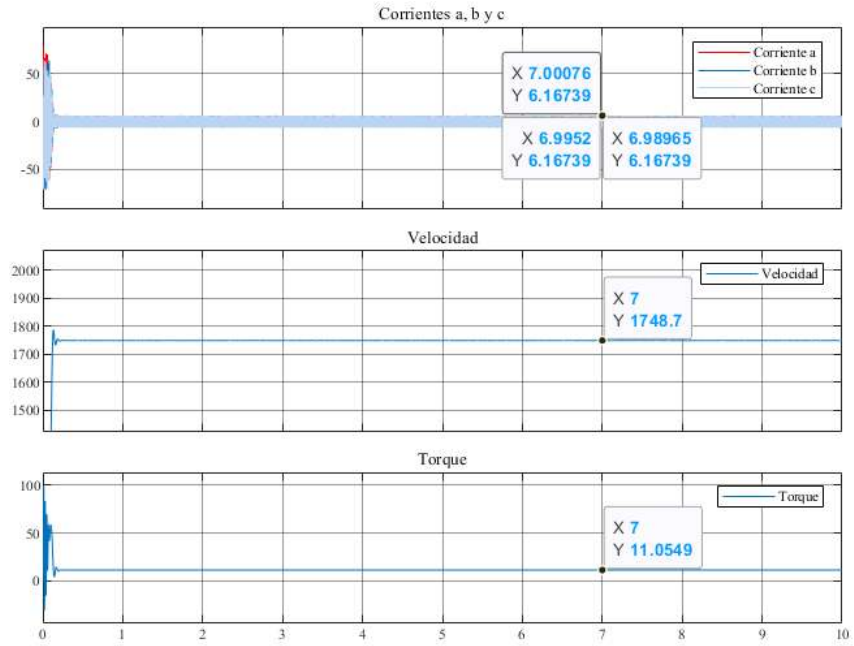 Corrientes a, b y c
50
0
-50
Corriente a
Corriente b
Corriente c
X 7.00076
Y 6.16739
X 6.9952
Y 6.16739
X 6.98965
Y 6.16739
Velocidad
2000
1900
1800
1700
1600
1500
Velocidad
X 7
Y 1748.7
Torque
100
50
0
Torque
X 7
Y 11.0549
0 1 2 3 4 5 6 7 8 9 10